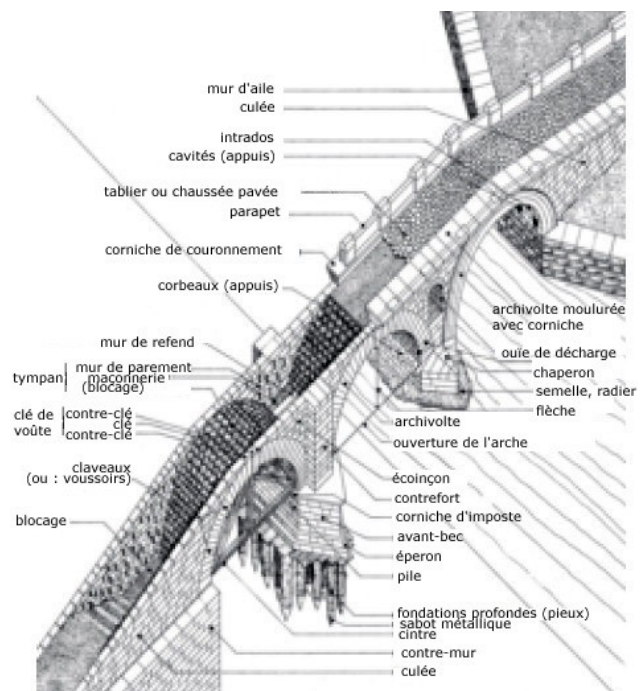 mur d'aile
culée
intrados
cavités (appuis)
tablier ou chaussée pavée
parapet
corniche de couronnement
corbeaux (appuis)
mur de refend
tympan
mur de parement
maçonnerie
(blocage)
clé de
voûte
contre-clé
clé
contre-clé
claveaux
(ou : voussoirs)
blocage
archivolte moulurée
avec corniche
ouïe de décharge
chaperon
semelle, radier
flèche
archivolte
ouverture de l'arche
écoinçon
contrefort
corniche d'imposte
avant-bec
éperon
pile
fondations profondes (pieux)
sabot métallique
cintre
contre-mur
culée